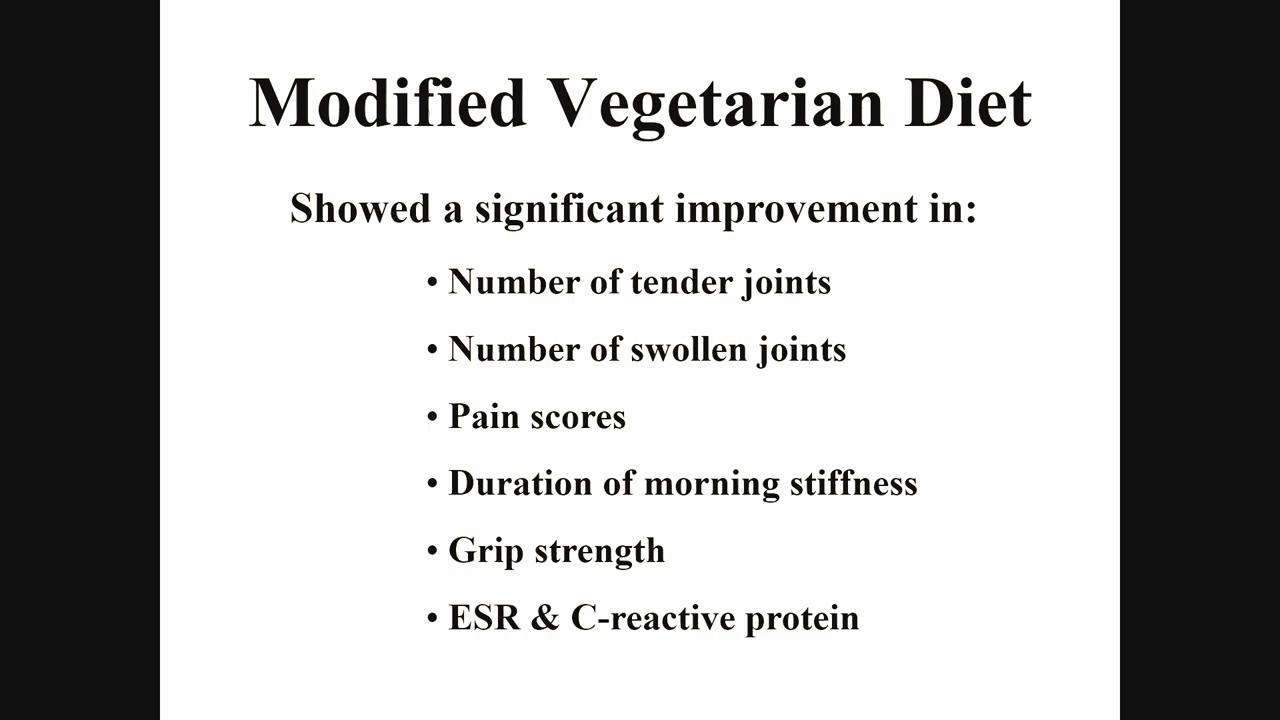 Modified Vegetarian Diet
Showed a significant improvement in:
• Number of tender joints
• Number of swollen joints
• Pain scores
• Duration of morning stiffness
• Grip strength
• ESR & C-reactive protein